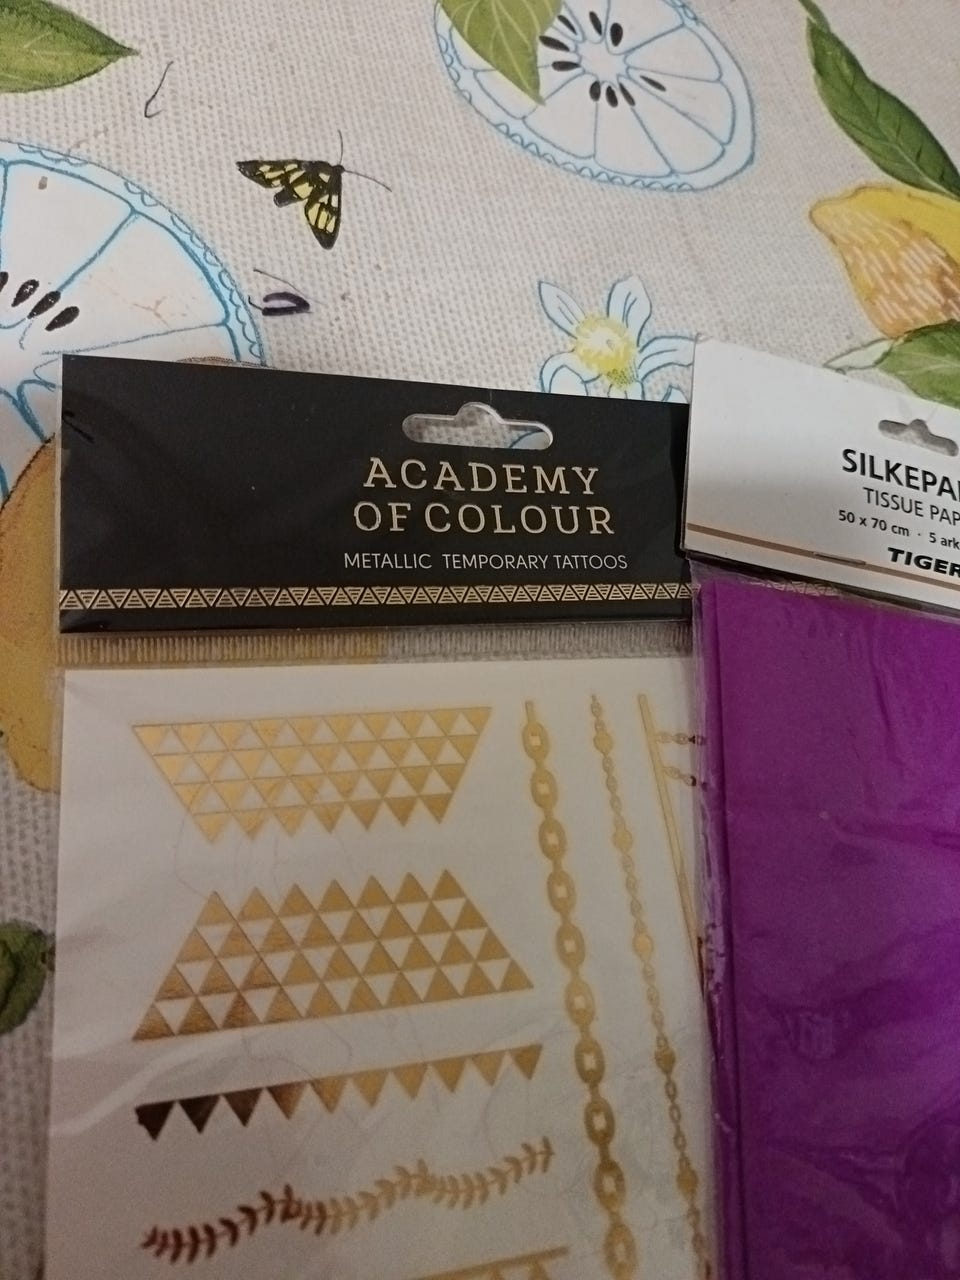 ACADEMY
OF COLOUR
METALLIC TEMPORARY TATTOOS
SILKEPA
TISSUE PAP
50 x 70 cm · 5 ark
TIGER